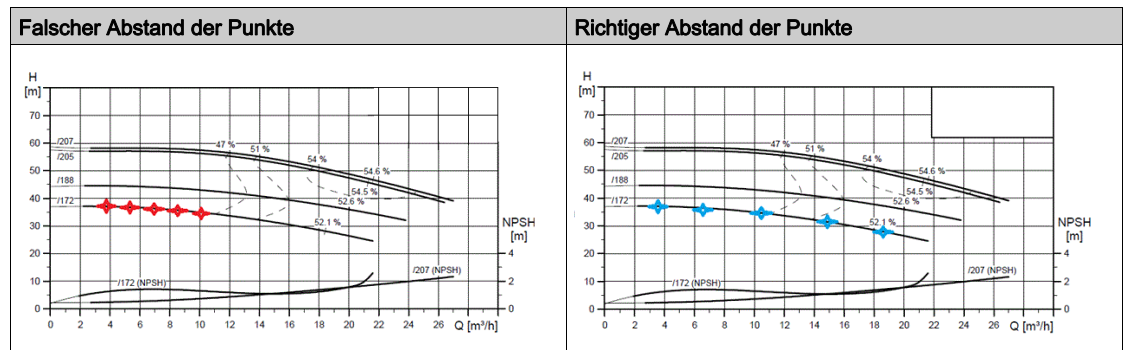 Falscher Abstand der Punkte
Richtiger Abstand der Punkte
H
[m]
70
60
50
40
30
20
10
0
/207
/205
/188
/172
47 %
51 %
54 %
54.6 %
54.5 %
52.6 %
52.1 %
NPSH
[m]
4
2
0
/172 (NPSH)
/207 (NPSH)
0 2 4 6 8 10 12 14 16 18 20 22 24 26 Q [m³/h]
H
[m]
70
60
50
40
30
20
10
0
/207
/205
/188
/172
47 %
51 %
54 %
54.6 %
54.5 %
52.6 %
52.1 %
NPSH
[m]
4
2
0
/172 (NPSH)
/207 (NPSH)
0 2 4 6 8 10 12 14 16 18 20 22 24 26 Q [m³/h]